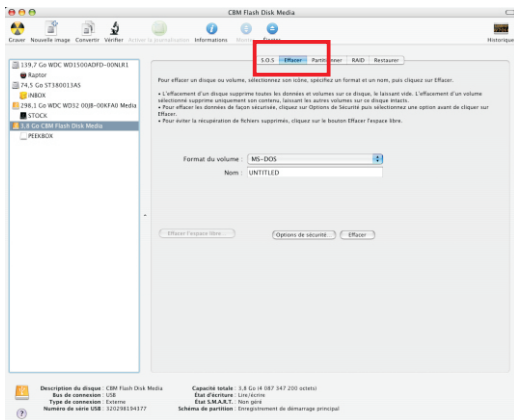 CBM Flash Disk Media
Graver Nouvelle image Convertir Vérifier Activer la journalisation Informations Ejecter Historique
S.O.S Effacer Partitionner RAID Restaurer
139,7 Go WDC WD1500ADFD-00NLR1
Raptor
74,5 Go ST380013AS
INBOX
298,1 Go WDC WD32 00JB-00KFA0 Media
STOCK
3,8 Go CBM Flash Disk Media
PEEKBOX
Pour effacer un disque ou volume, sélectionnez son icône, spécifiez un format et un nom, puis cliquez sur Effacer.
• L'effacement d'un disque supprime toutes les données et volumes sur ce disque, le laissant vide. L'effacement d'un volume
sélectionné supprime uniquement son contenu, laissant les autres volumes sur ce disque intacts.
• Pour effacer les données de façon sécurisée, cliquez sur Options de Sécurité puis sélectionnez une option avant de cliquer sur
Effacer.
• Pour éviter la récupération de fichiers supprimés, cliquez sur le bouton Effacer l'espace libre.
Format du volume : MS-DOS
Nom : UNTITLED
Effacer l'espace libre... Options de sécurité... Effacer
Description du disque : CBM Flash Disk Media Capacité totale : 3,8 Go (4 087 347 200 octets)
Bus de connexion : USB État d'écriture : Lire/écrire
Type de connexion : Externe État S.M.A.R.T. : Non géré
Numéro de série USB : 320298134377 Schéma de partition : Enregistrement de démarrage principal